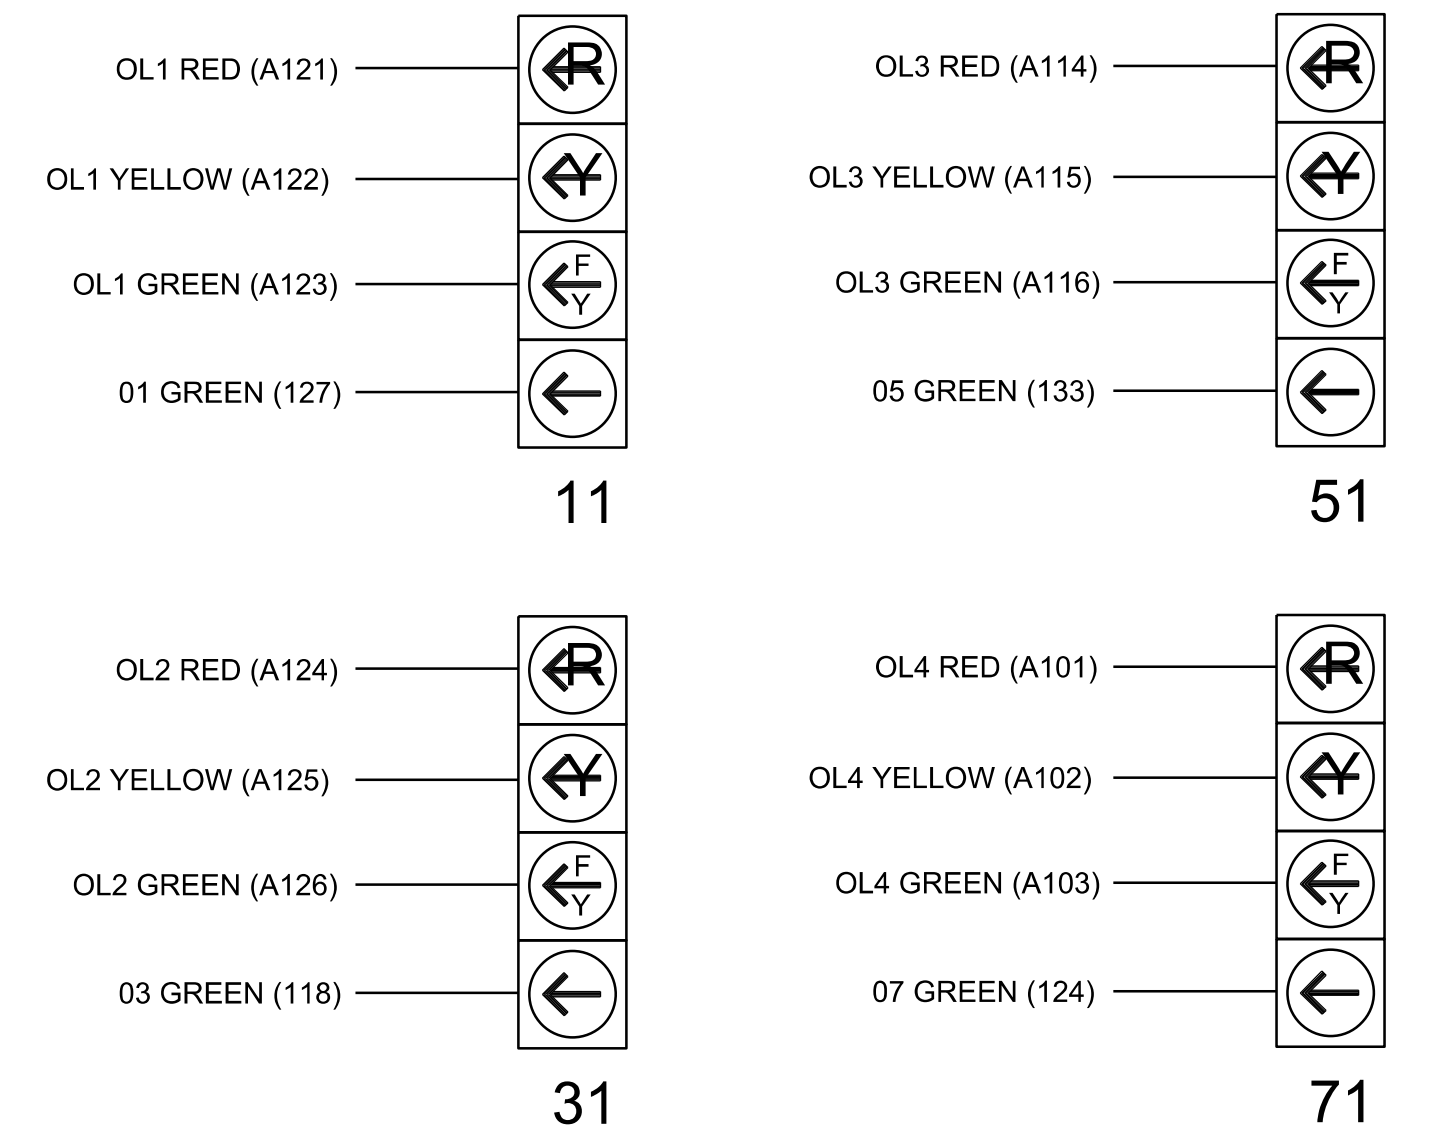 OL1 RED (A121)
R
OL1 YELLOW (A122)
Y
OL1 GREEN (A123)
F
Y
01 GREEN (127)
11
OL3 RED (A114)
R
OL3 YELLOW (A115)
Y
OL3 GREEN (A116)
F
Y
05 GREEN (133)
51
OL2 RED (A124)
R
OL2 YELLOW (A125)
Y
OL2 GREEN (A126)
F
Y
03 GREEN (118)
31
OL4 RED (A101)
R
OL4 YELLOW (A102)
Y
OL4 GREEN (A103)
F
Y
07 GREEN (124)
71